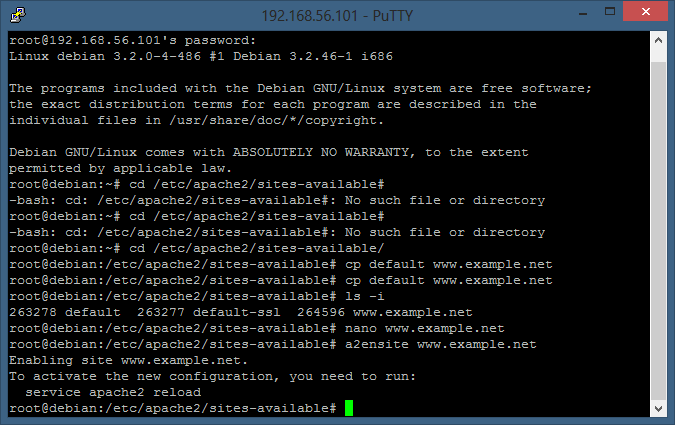 192.168.56.101 - PuTTY
root@192.168.56.101's password:
Linux debian 3.2.0-4-486 #1 Debian 3.2.46-1 i686
The programs included with the Debian GNU/Linux system are free software;
the exact distribution terms for each program are described in the
individual files in /usr/share/doc/*/copyright.
Debian GNU/Linux comes with ABSOLUTELY NO WARRANTY, to the extent
permitted by applicable law.
root@debian:~# cd /etc/apache2/sites-available#
-bash: cd: /etc/apache2/sites-available#: No such file or directory
root@debian:~# cd /etc/apache2/sites-available#
-bash: cd: /etc/apache2/sites-available#: No such file or directory
root@debian:~# cd /etc/apache2/sites-available/
root@debian:/etc/apache2/sites-available# cp default www.example.net
root@debian:/etc/apache2/sites-available# cp default www.example.net
root@debian:/etc/apache2/sites-available# ls -i
263278 default  263277 default-ssl  264596 www.example.net
root@debian:/etc/apache2/sites-available# nano www.example.net
root@debian:/etc/apache2/sites-available# a2ensite www.example.net
Enabling site www.example.net.
To activate the new configuration, you need to run:
  service apache2 reload
root@debian:/etc/apache2/sites-available#